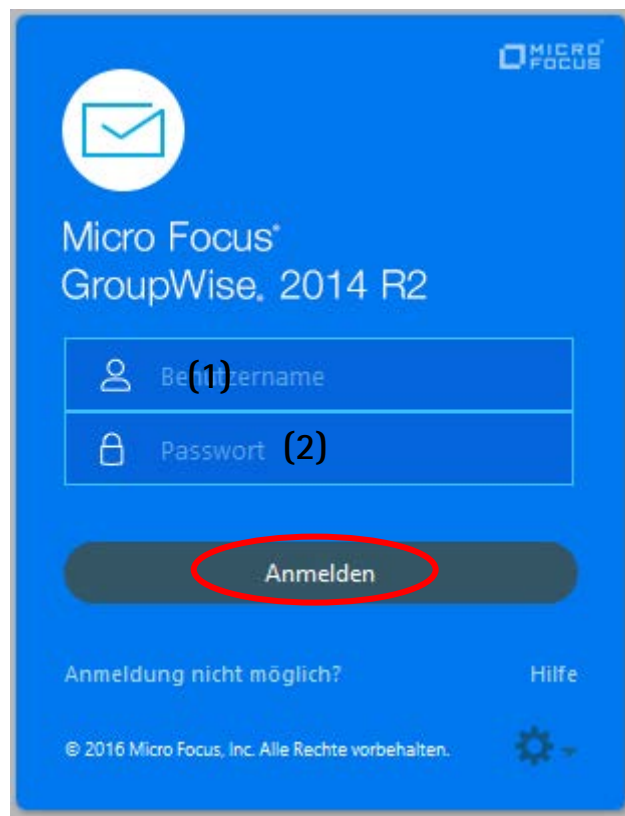 MICRO
FOCUS
Micro Focus®
GroupWise® 2014 R2
Benutzername (1)
Passwort (2)
Anmelden
Anmeldung nicht möglich? Hilfe
© 2016 Micro Focus, Inc. Alle Rechte vorbehalten.